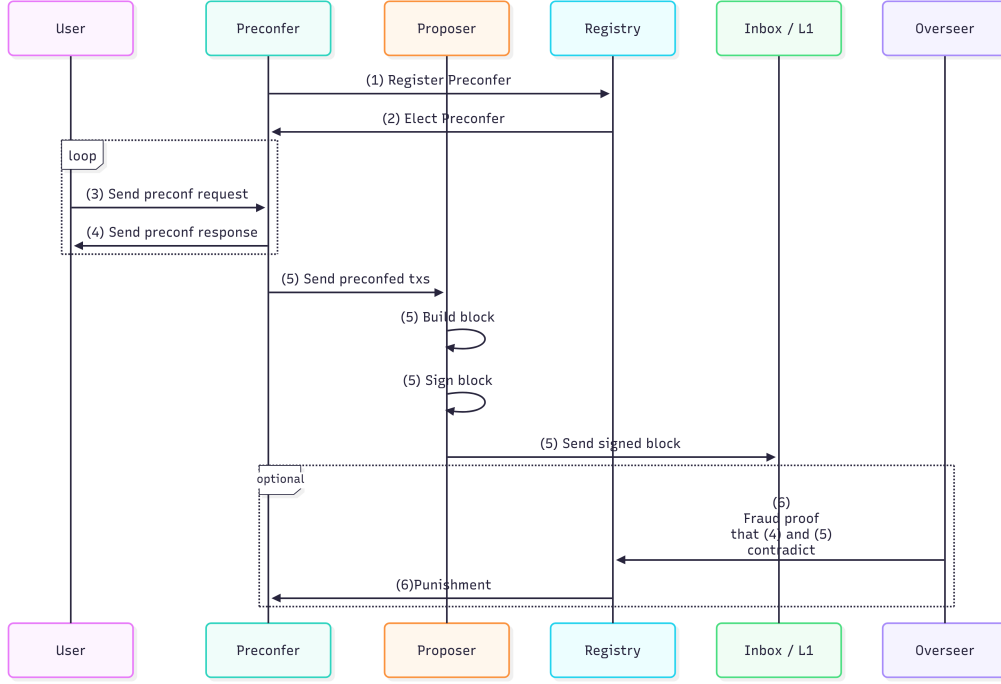 User
Preconfer
Proposer
Registry
Inbox / L1
Overseer
(1) Register Preconfer
(2) Elect Preconfer
loop
(3) Send preconf request
(4) Send preconf response
(5) Send preconfed txs
(5) Build block
(5) Sign block
(5) Send signed block
optional
(6)
Fraud proof
that (4) and (5)
contradict
(6)Punishment
User
Preconfer
Proposer
Registry
Inbox / L1
Overseer